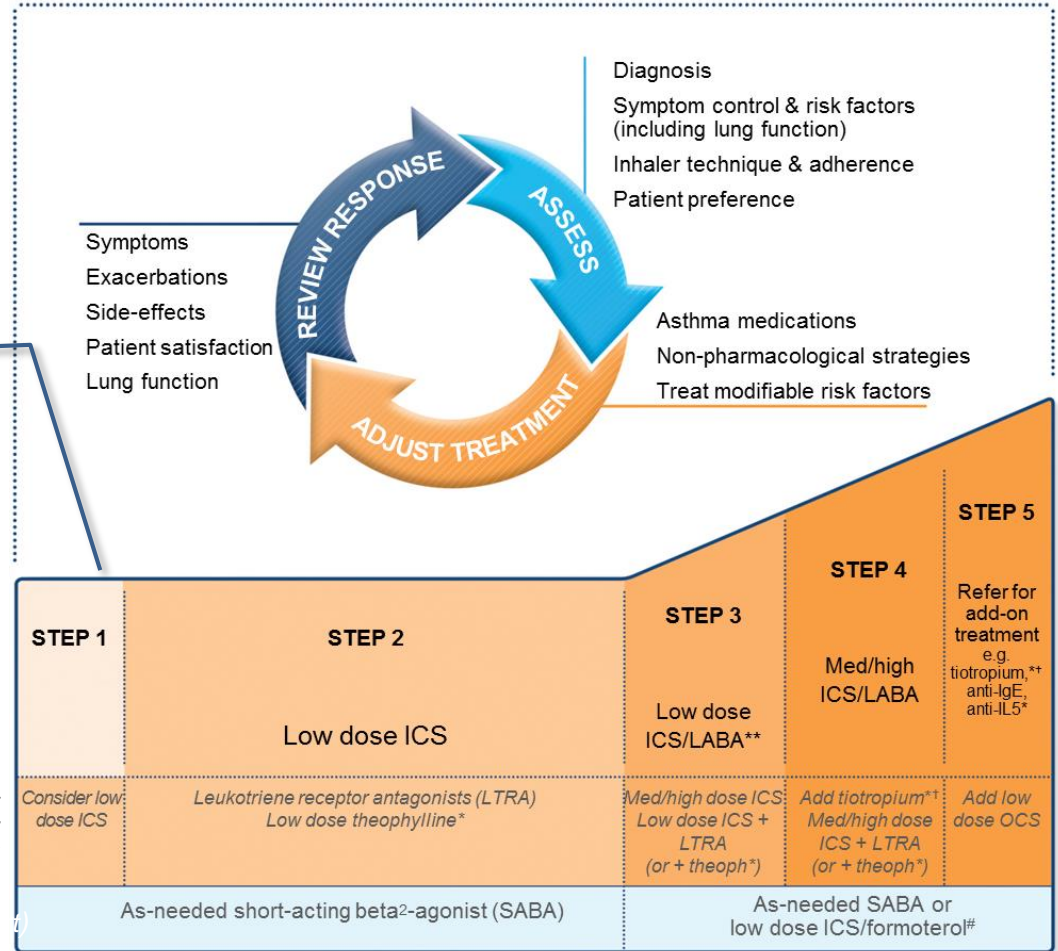 Diagnosis
Symptom control & risk factors
(including lung function)
Inhaler technique & adherence
Patient preference
REVIEW RESPONSE
ASSESS
ADJUST TREATMENT
Symptoms
Exacerbations
Side-effects
Patient satisfaction
Lung function
Asthma medications
Non-pharmacological strategies
Treat modifiable risk factors
STEP 1
Consider low
dose ICS
STEP 2
Low dose ICS
Leukotriene receptor antagonists (LTRA)
Low dose theophylline*
STEP 3
Low dose
ICS/LABA**
Med/high dose ICS
Low dose ICS +
LTRA
(or + theoph*)
STEP 4
Med/high
ICS/LABA
Add tiotropium*†
Med/high dose
ICS + LTRA
(or + theoph*)
STEP 5
Refer for
add-on
treatment
e.g.
tiotropium,*†
anti-IgE,
anti-IL5*
Add low
dose OCS
As-needed short-acting beta2-agonist (SABA)
As-needed SABA or
low dose ICS/formoterol#